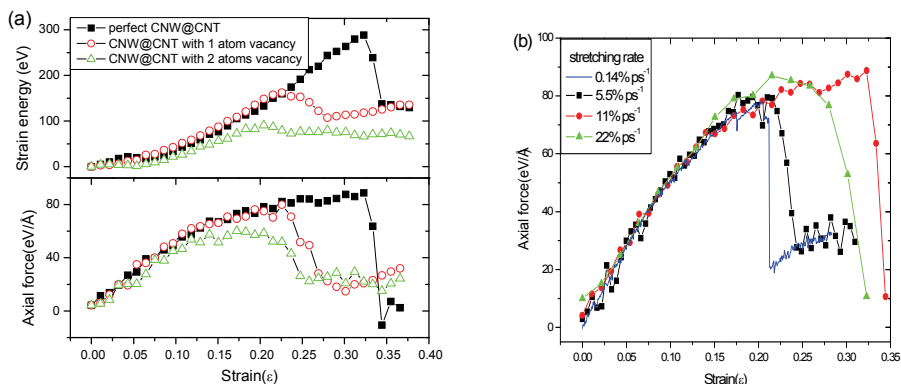 (a)
perfect CNW@CNT
CNW@CNT with 1 atom vacancy
CNW@CNT with 2 atoms vacancy
Strain energy (eV)
300
200
100
0
Axial force(eV/Å)
80
40
0
0.00 0.05 0.10 0.15 0.20 0.25 0.30 0.35 0.40
Strain(ε)
(b)
stretching rate
0.14% ps⁻¹
5.5% ps⁻¹
11% ps⁻¹
22% ps⁻¹
Axial force(eV/Å)
100
80
60
40
20
0
0.00 0.05 0.10 0.15 0.20 0.25 0.30 0.35
Strain(ε)